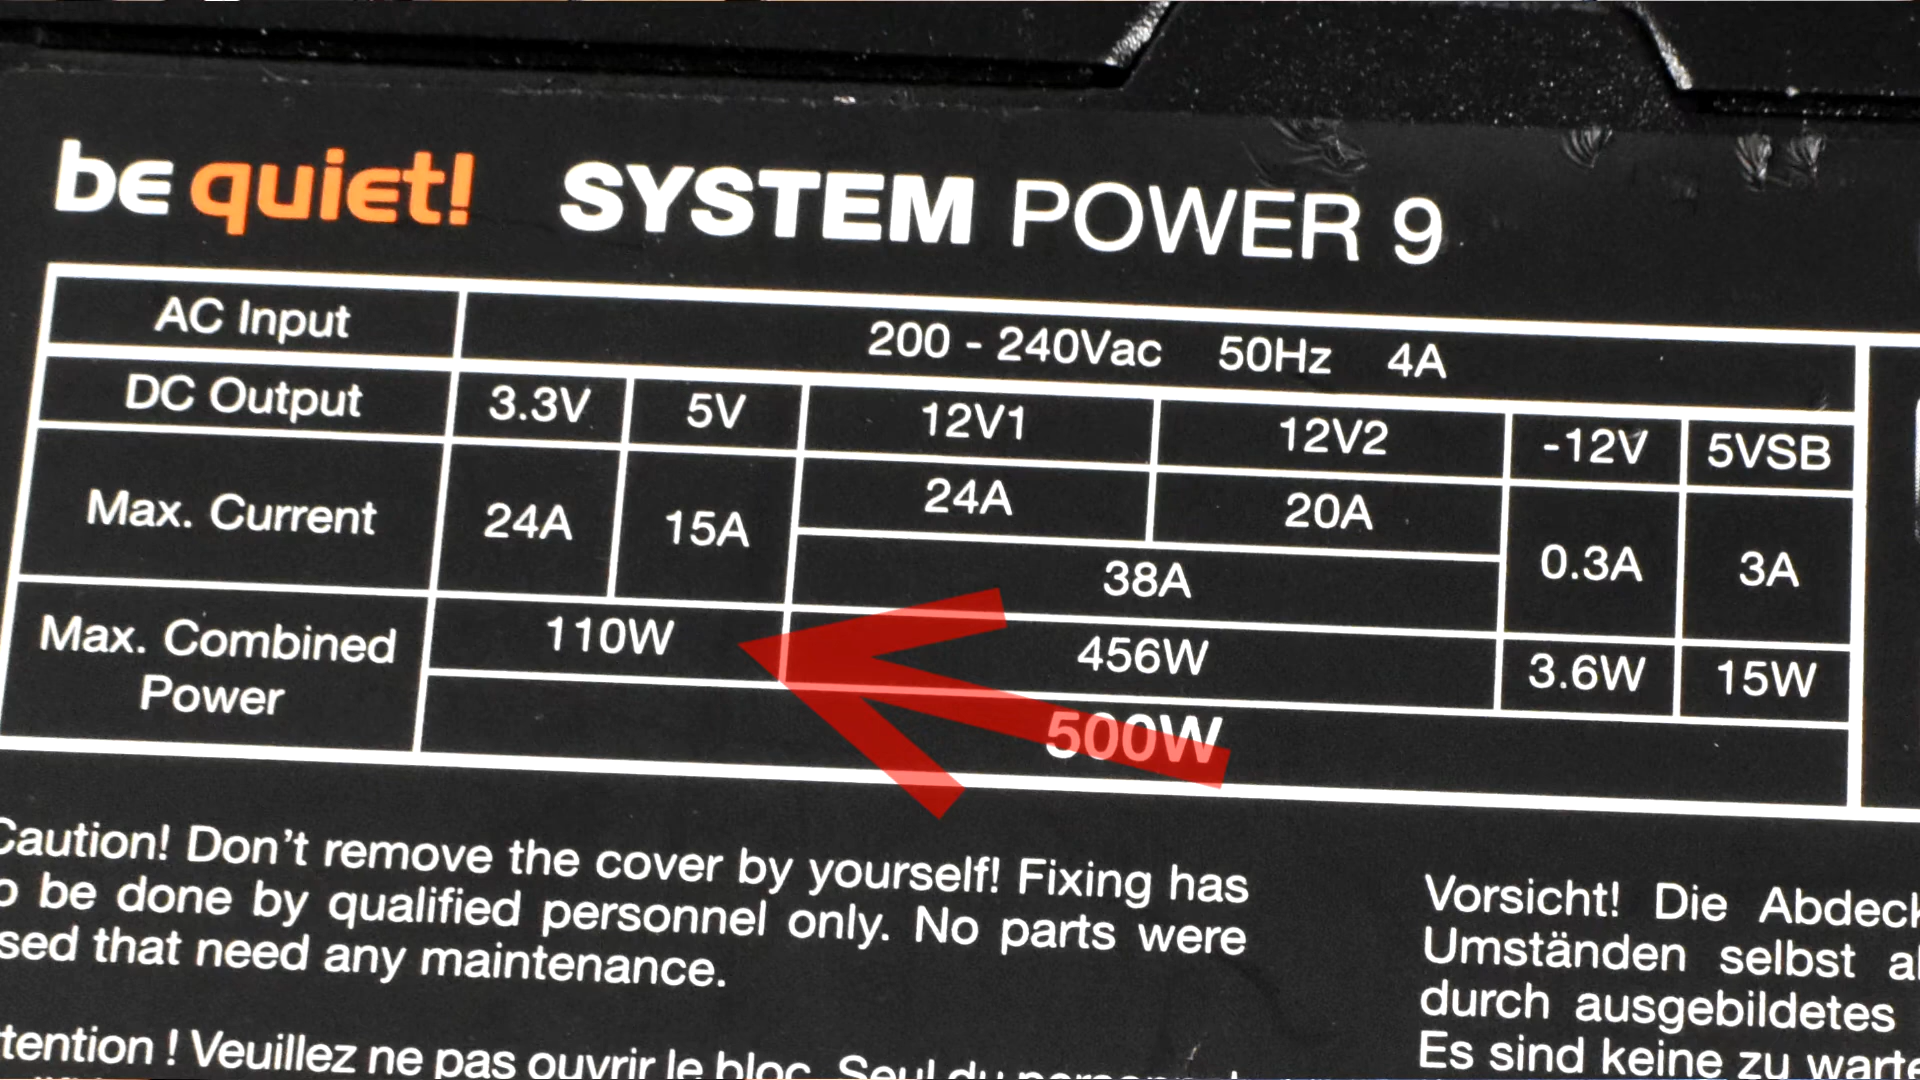 be quiet! SYSTEM POWER 9
AC Input 200 - 240Vac 50Hz 4A
DC Output 3.3V 5V 12V1 12V2 -12V 5VSB
Max. Current 24A 15A 24A 20A 0.3A 3A
38A
Max. Combined Power 110W 456W 3.6W 15W
500W
Caution! Don't remove the cover by yourself! Fixing has
be done by qualified personnel only. No parts were
sed that need any maintenance.
tention ! Veuillez ne pas ouvrir le bloc. Seul du
Vorsicht! Die Abdeck
Umständen selbst
durch ausgebildetes
Es sind keine zu warte